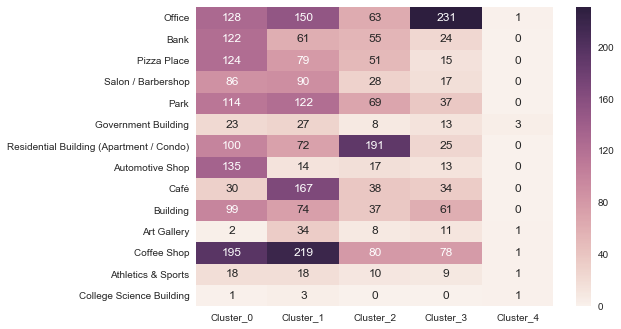 Office 128 150 63 231 1
Bank 122 61 55 24 0
Pizza Place 124 79 51 15 0
Salon / Barbershop 86 90 28 17 0
Park 114 122 69 37 0
Government Building 23 27 8 13 3
Residential Building (Apartment / Condo) 100 72 191 25 0
Automotive Shop 135 14 17 13 0
Café 30 167 38 34 0
Building 99 74 37 61 0
Art Gallery 2 34 8 11 1
Coffee Shop 195 219 80 78 1
Athletics & Sports 18 18 10 9 1
College Science Building 1 3 0 0 1
Cluster_0 Cluster_1 Cluster_2 Cluster_3 Cluster_4
200
160
120
80
40
0